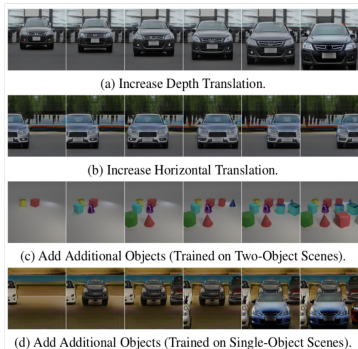 (a) Increase Depth Translation.
(b) Increase Horizontal Translation.
(c) Add Additional Objects (Trained on Two-Object Scenes).
(d) Add Additional Objects (Trained on Single-Object Scenes).